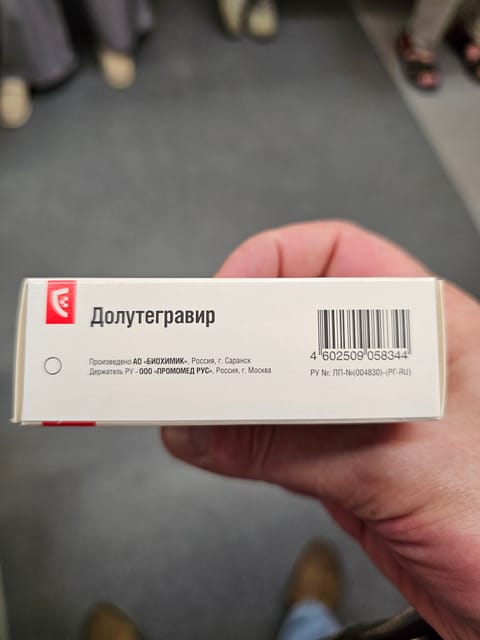 Долутегравир
Произведено АО «БИОХИМИК», Россия, г. Саранск
Держатель РУ - ООО «ПРОМОМЕД РУС», Россия, г. Москва
4 602509 058344
РУ №: ЛП-№(004830)-(РГ-RU)